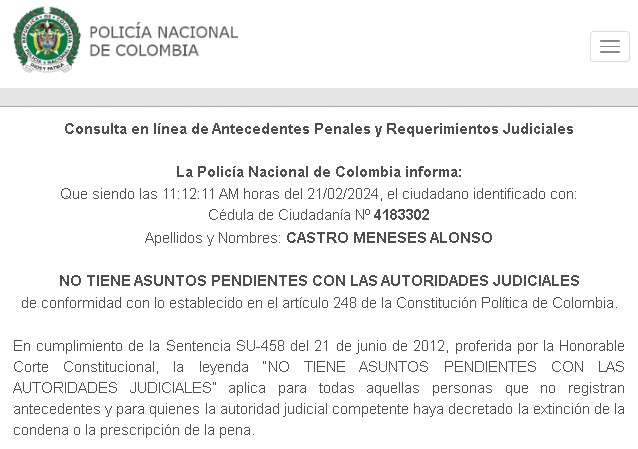 POLICÍA NACIONAL
DE COLOMBIA
Consulta en línea de Antecedentes Penales y Requerimientos Judiciales
La Policía Nacional de Colombia informa:
Que siendo las 11:12:11 AM horas del 21/02/2024, el ciudadano identificado con:
Cédula de Ciudadanía Nº 4183302
Apellidos y Nombres: CASTRO MENESES ALONSO
NO TIENE ASUNTOS PENDIENTES CON LAS AUTORIDADES JUDICIALES
de conformidad con lo establecido en el artículo 248 de la Constitución Política de Colombia.
En cumplimiento de la Sentencia SU-458 del 21 de junio de 2012, proferida por la Honorable
Corte Constitucional, la leyenda “NO TIENE ASUNTOS PENDIENTES CON LAS
AUTORIDADES JUDICIALES” aplica para todas aquellas personas que no registran
antecedentes y para quienes la autoridad judicial competente haya decretado la extinción de la
condena o la prescripción de la pena.